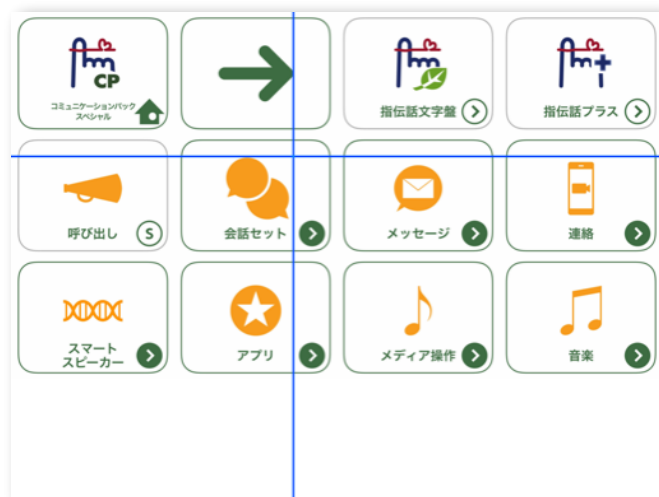 CP
コミュニケーションパック
スペシャル
指伝話文字盤
指伝話プラス
呼び出し
S
会話セット
メッセージ
連絡
スマート
スピーカー
アプリ
メディア操作
音楽